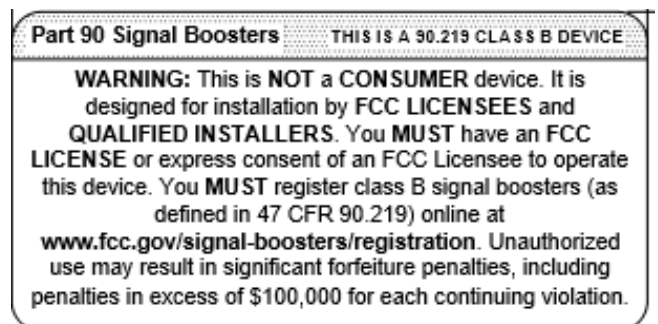 Part 90 Signal Boosters THIS IS A 90.219 CLASS B DEVICE
WARNING: This is NOT a CONSUMER device. It is
designed for installation by FCC LICENSEES and
QUALIFIED INSTALLERS. You MUST have an FCC
LICENSE or express consent of an FCC Licensee to operate
this device. You MUST register class B signal boosters (as
defined in 47 CFR 90.219) online at
www.fcc.gov/signal-boosters/registration. Unauthorized
use may result in significant forfeiture penalties, including
penalties in excess of $100,000 for each continuing violation.